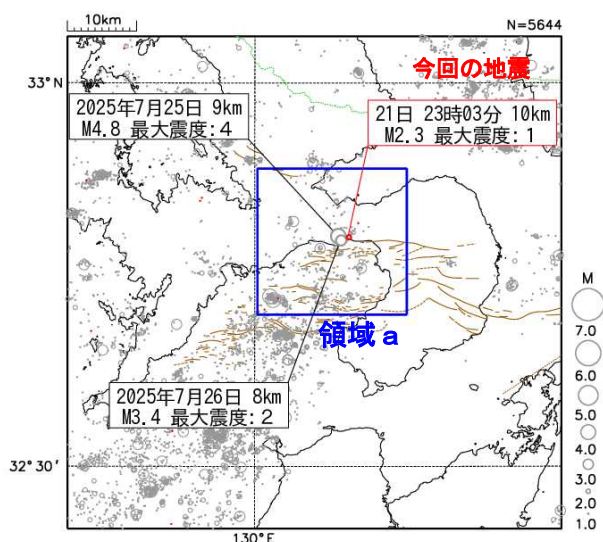 10km
N=5644
33°N
今回の地震
2025年7月25日 9km
M4.8 最大震度:4
21日 23時03分 10km
M2.3 最大震度:1
領域a
M
7.0
6.0
5.0
4.0
3.0
2.0
1.0
2025年7月26日 8km
M3.4 最大震度:2
32°30′
130°E